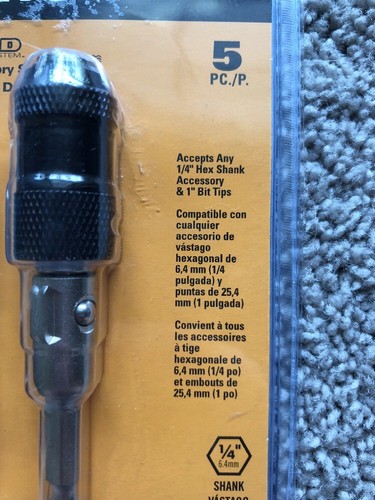 D
STEM™
5
PC./P.
D
Accepts Any
1/4" Hex Shank
Accessory
& 1" Bit Tips
Compatible con
cualquier
accesorio de
vástago
hexagonal de
6,4 mm (1/4
pulgada) y
puntas de 25,4
mm (1 pulgada)
Convient à tous
les accessoires
à tige
hexagonale de
6,4 mm (1/4 po)
et embouts de
25,4 mm (1 po)
1/4"
6.4mm
SHANK
VÁSTAGO